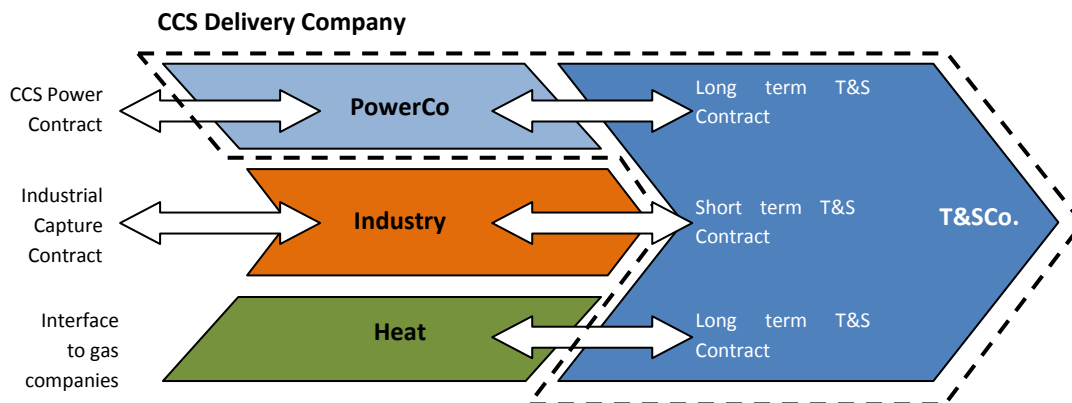 CCS Delivery Company
CCS Power
Contract
PowerCo
Long term T&S
Contract
Industrial
Capture
Contract
Industry
Short term T&S
Contract
T&SCo.
Interface
to gas
companies
Heat
Long term T&S
Contract